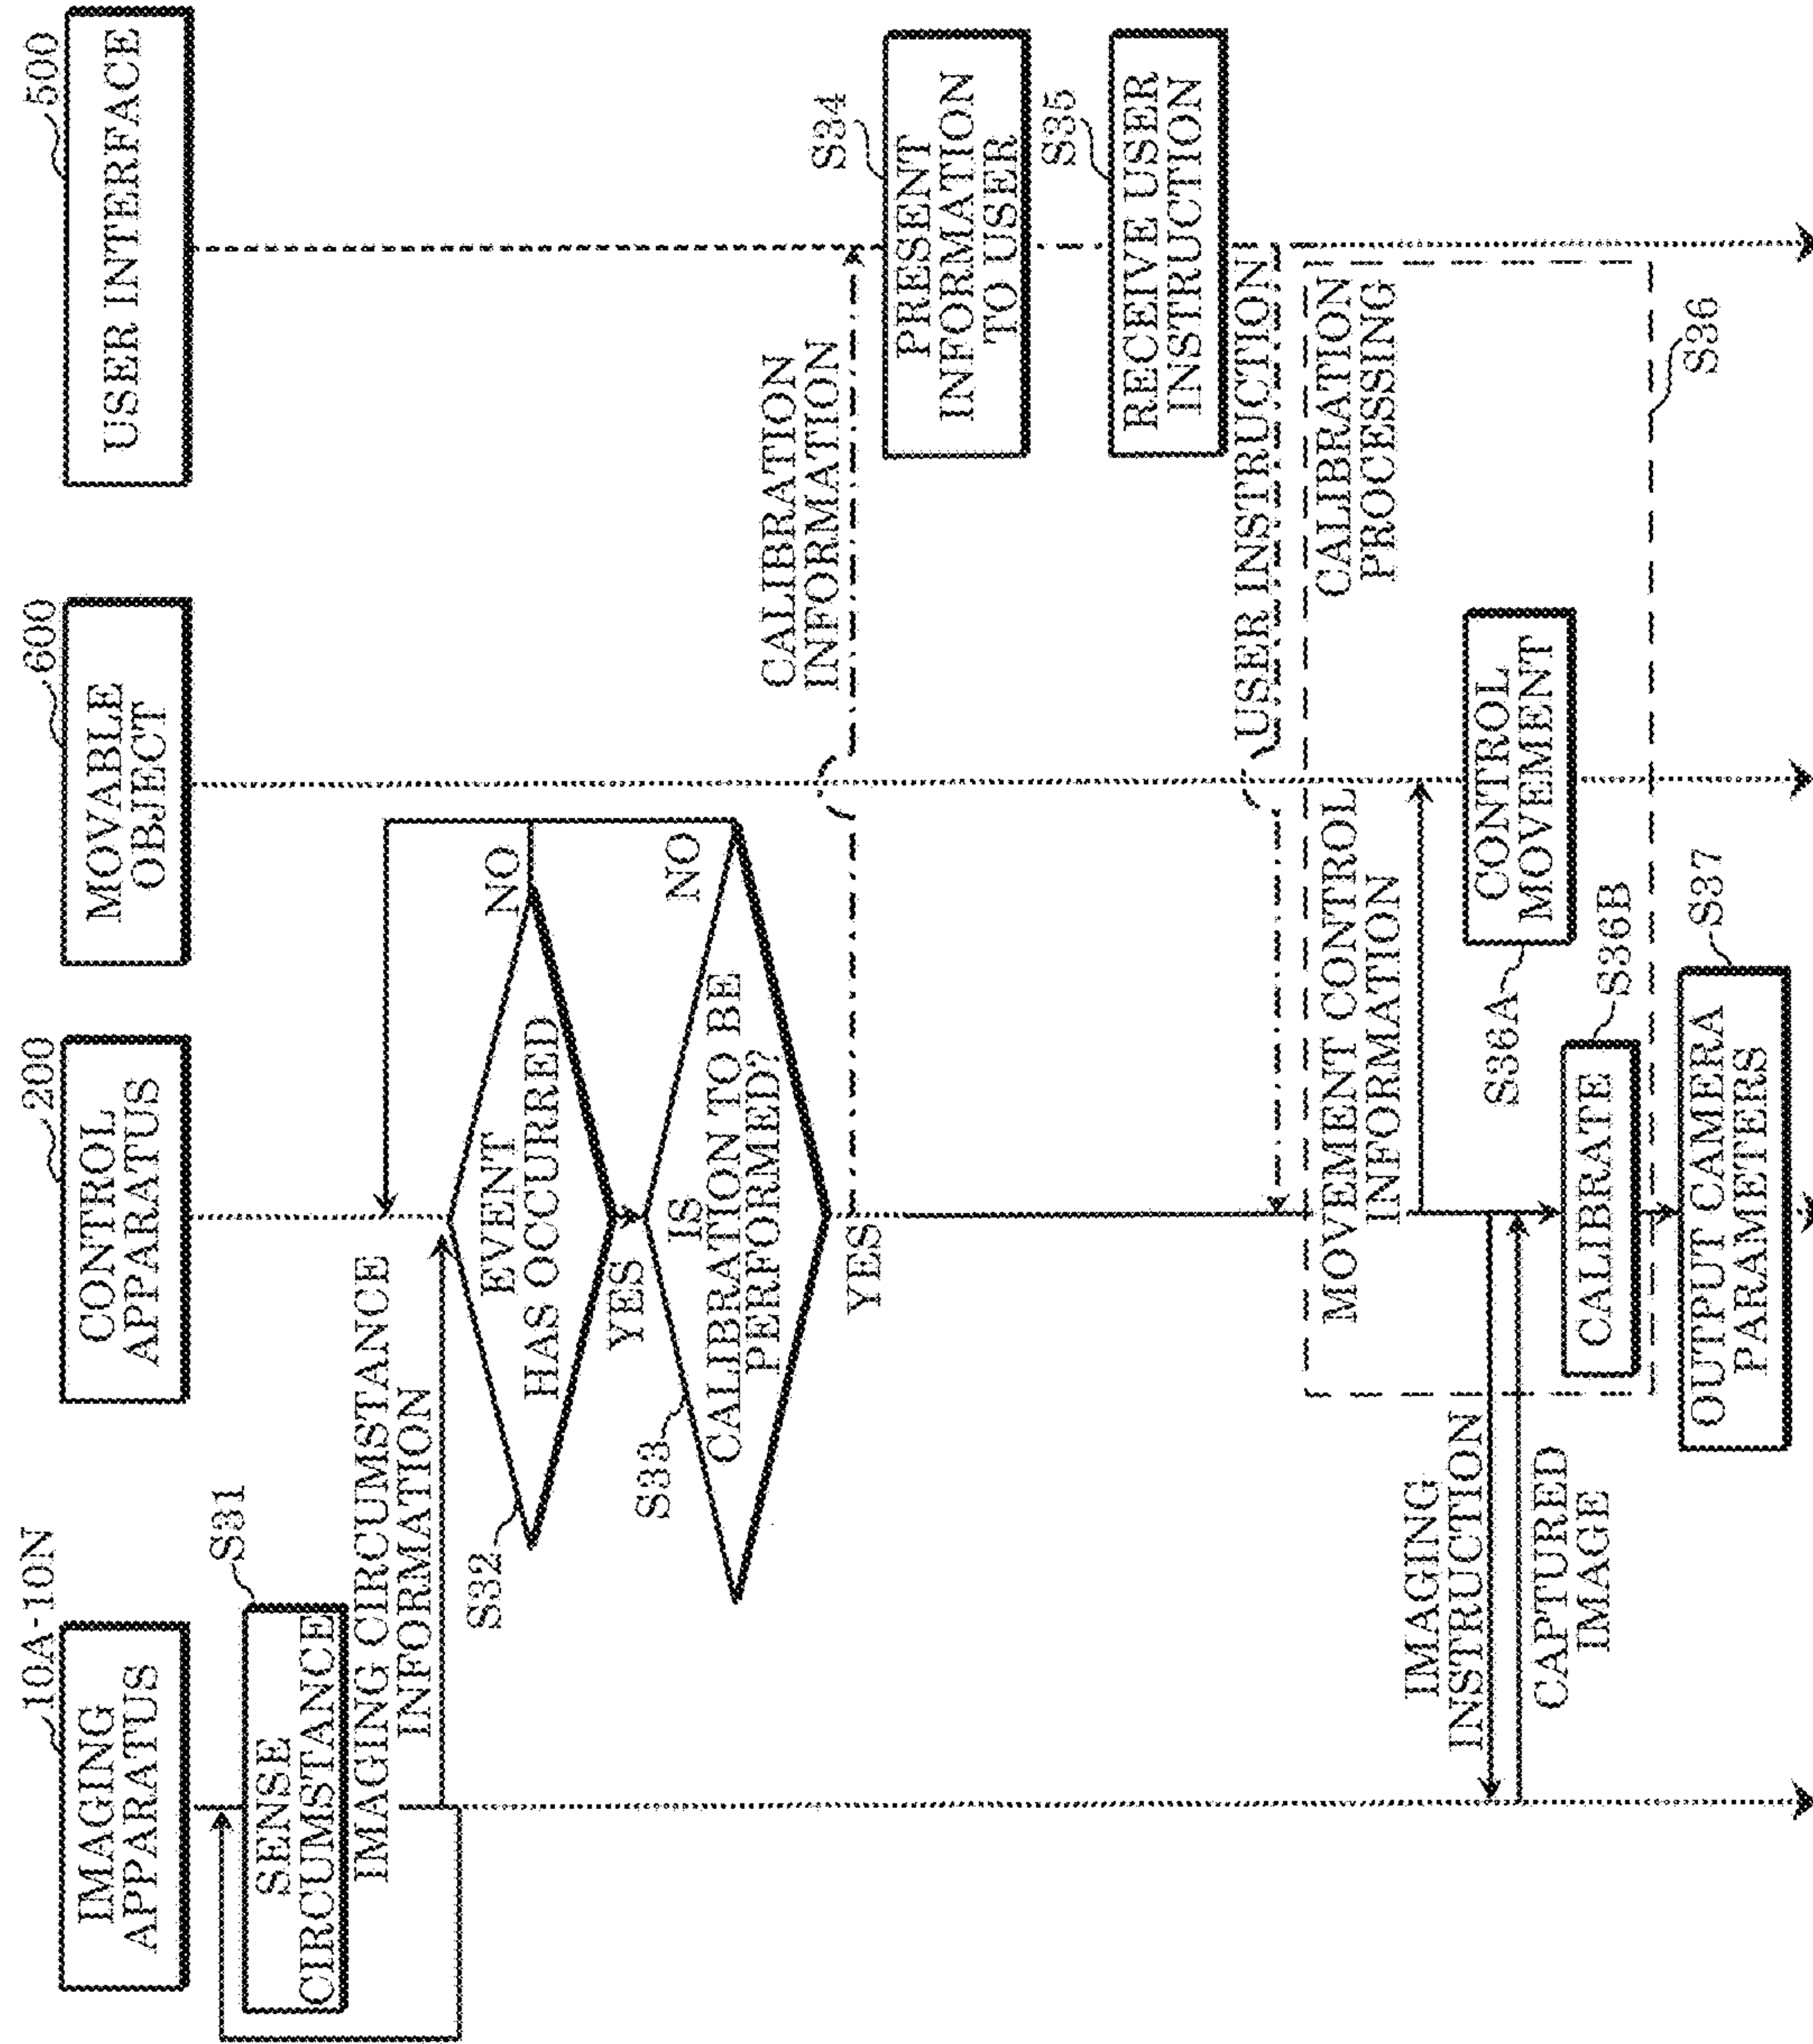 IMAGING
APPARATUS
10A-10N
CONTROL
APPARATUS
200
MOVABLE
OBJECT
600
USER INTERFACE
500
SENSE
CIRCUMSTANCE
S31
IMAGING CIRCUMSTANCE
INFORMATION
EVENT
HAS OCCURRED
S32
NO
YES
IS
CALIBRATION TO BE
PERFORMED?
S33
NO
YES
CALIBRATION
INFORMATION
PRESENT
INFORMATION
TO USER
S34
RECEIVE USER
INSTRUCTION
S35
USER INSTRUCTION
CALIBRATION
PROCESSING
MOVEMENT CONTROL
INFORMATION
CONTROL
MOVEMENT
S36A
IMAGING
INSTRUCTION
CAPTURED
IMAGE
CALIBRATE
S36B
S36
OUTPUT CAMERA
PARAMETERS
S37